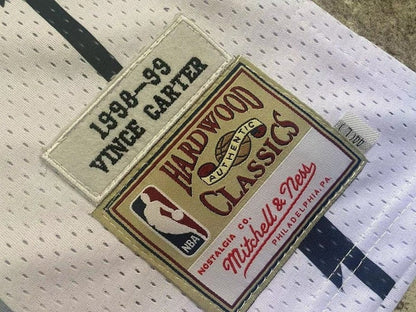 1998-99
VINCE CARTER
HARDWOOD
AUTHENTIC
CLASSICS
NBA
NOSTALGIA CO.
Mitchell & Ness
PHILADELPHIA, PA.